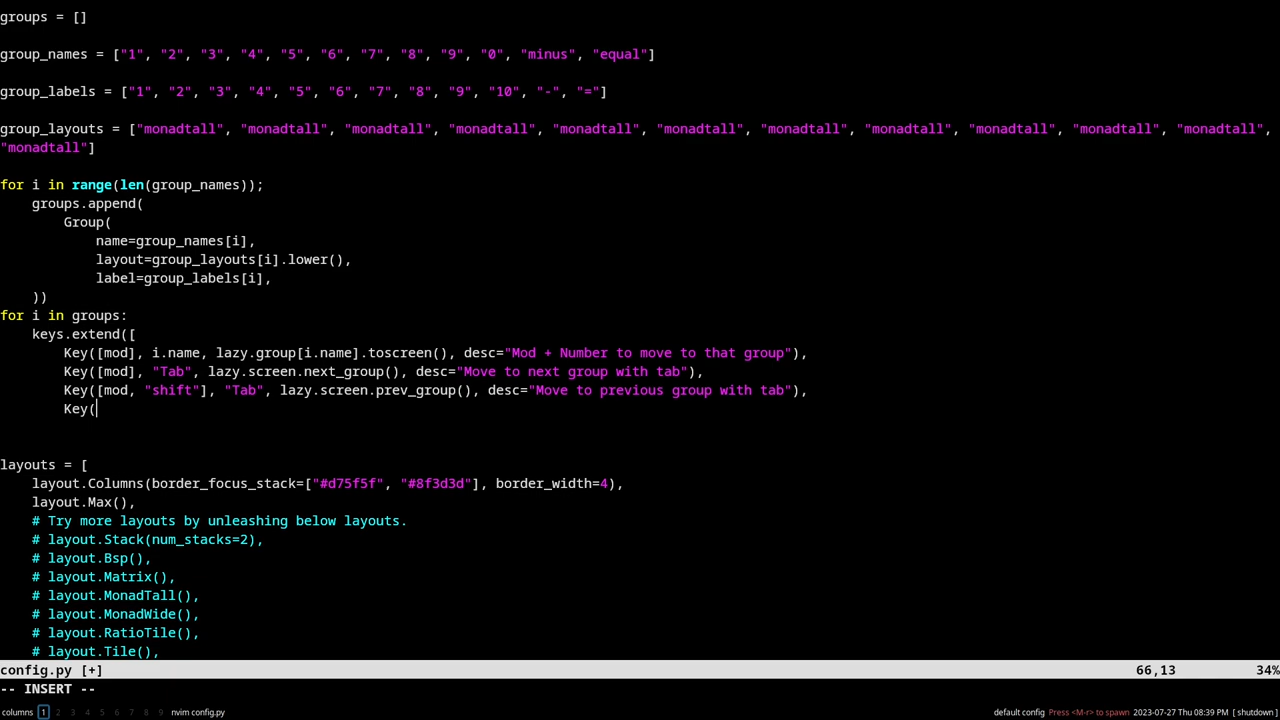 groups = []
group_names = ["1", "2", "3", "4", "5", "6", "7", "8", "9", "0", "minus", "equal"]
group_labels = ["1", "2", "3", "4", "5", "6", "7", "8", "9", "10", "-", "="]
group_layouts = ["monadtall", "monadtall", "monadtall", "monadtall", "monadtall", "monadtall", "monadtall", "monadtall", "monadtall", "monadtall", "monadtall",
"monadtall"]
for i in range(len(group_names));
    groups.append(
        Group(
            name=group_names[i],
            layout=group_layouts[i].lower(),
            label=group_labels[i],
    ))
for i in groups:
    keys.extend([
        Key([mod], i.name, lazy.group[i.name].toscreen(), desc="Mod + Number to move to that group"),
        Key([mod], "Tab", lazy.screen.next_group(), desc="Move to next group with tab"),
        Key([mod, "shift"], "Tab", lazy.screen.prev_group(), desc="Move to previous group with tab"),
        Key(
layouts = [
    layout.Columns(border_focus_stack=["#d75f5f", "#8f3d3d"], border_width=4),
    layout.Max(),
    # Try more layouts by unleashing below layouts.
    # layout.Stack(num_stacks=2),
    # layout.Bsp(),
    # layout.Matrix(),
    # layout.MonadTall(),
    # layout.MonadWide(),
    # layout.RatioTile(),
    # layout.Tile(),
config.py [+] 66,13 34%
-- INSERT --
columns 1 2 3 4 5 6 7 8 9 nvim config.py default config Press <M-r> to spawn 2023-07-27 Thu 08:39 PM [ shutdown ]